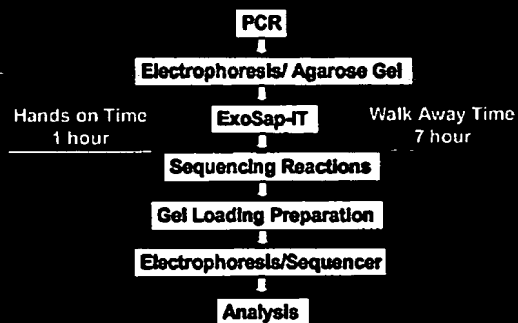 PCR
Electrophoresis/ Agarose Gel
Hands on Time
1 hour
ExoSap-IT
Walk Away Time
7 hour
Sequencing Reactions
Gel Loading Preparation
Electrophoresis/Sequencer
Analysis